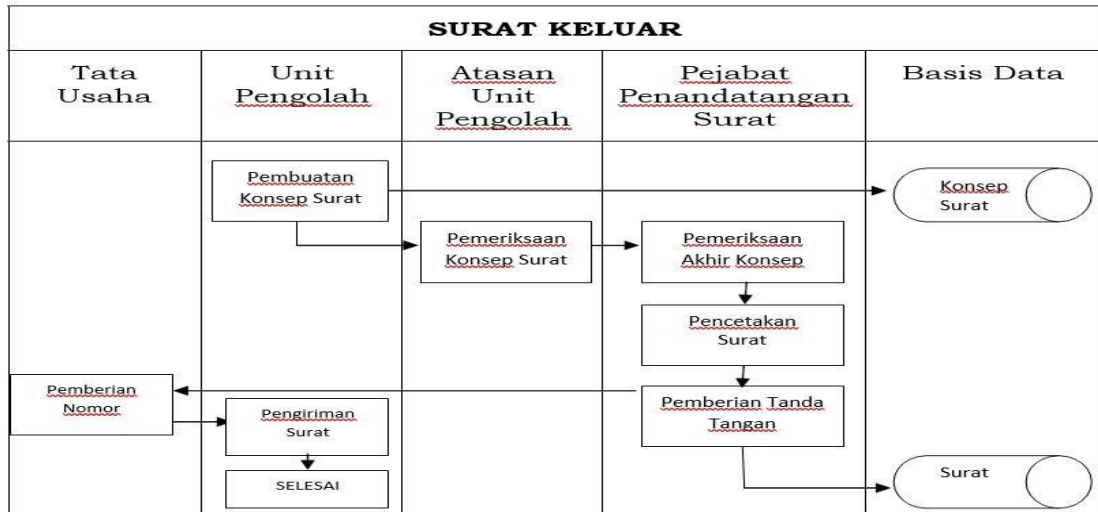 SURAT KELUAR
Tata
Usaha
Unit
Pengolah
Atasan
Unit
Pengolah
Pejabat
Penandatangan
Surat
Basis Data
Pembuatan
Konsep Surat
Konsep
Surat
Pemeriksaan
Konsep Surat
Pemeriksaan
Akhir Konsep
Pencetakan
Surat
Pemberian
Nomor
Pemberian Tanda
Tangan
Pengiriman
Surat
SELESAI
Surat